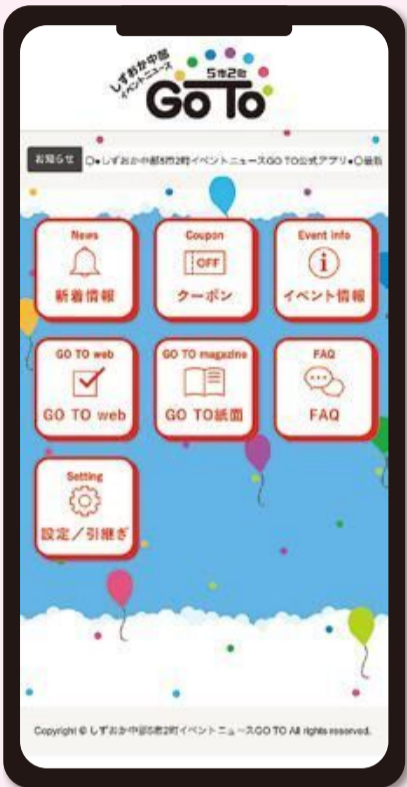 しずおか中部
イベントニュース
5市2町
GO TO
お知らせ
○●しずおか中部5市2町イベントニュースGO TO公式アプリ●○最新
News
新着情報
Coupon
OFF
クーポン
Event info
イベント情報
GO TO web
GO TO web
GO TO magazine
GO TO紙面
FAQ
FAQ
Setting
設定／引継ぎ
Copyright © しずおか中部5市2町イベントニュースGO TO All rights reserved.